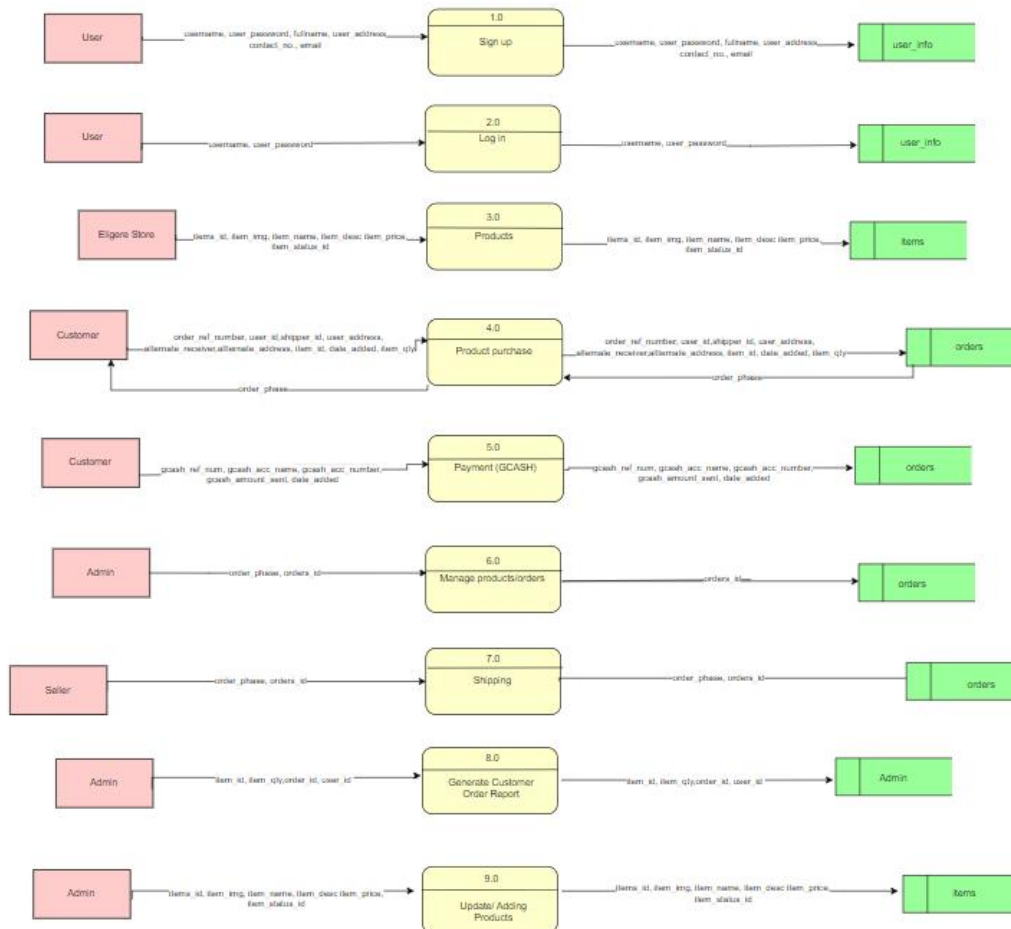 1.0
User
username, user_password, fullname, user_address,
contact_no., email
Sign up
username, user_password, fullname, user_address,
contact_no., email
user_info
2.0
User
username, user_password
Log in
username, user_password
user_info
3.0
Eligere Store
items_id, item_img, item_name, item_desc item_price,
item_status_id
Products
items_id, item_img, item_name, item_desc item_price,
item_status_id
Items
4.0
Customer
order_ref_number, user_id,shipper_id, user_address,
alternate_receiver,alternate_address, item_id, date_added, item_qty
Product purchase
order_ref_number, user_id,shipper_id, user_address,
alternate_receiver,alternate_address, item_id, date_added, item_qty
orders
order_phase
order_phase
5.0
Customer
gcash_ref_num, gcash_acc_name, gcash_acc_number,
gcash_amount_sent, date_added
Payment (GCASH)
gcash_ref_num, gcash_acc_name, gcash_acc_number,
gcash_amount_sent, date_added
orders
6.0
Admin
order_phase, orders_id
Manage products/orders
orders_id
orders
7.0
Seller
order_phase, orders_id
Shipping
order_phase, orders_id
orders
8.0
Admin
item_id, item_qty,order_id, user_id
Generate Customer
Order Report
item_id, item_qty,order_id, user_id
Admin
9.0
Admin
items_id, item_img, item_name, item_desc item_price,
item_status_id
Update/ Adding
Products
items_id, item_img, item_name, item_desc item_price,
item_status_id
Items